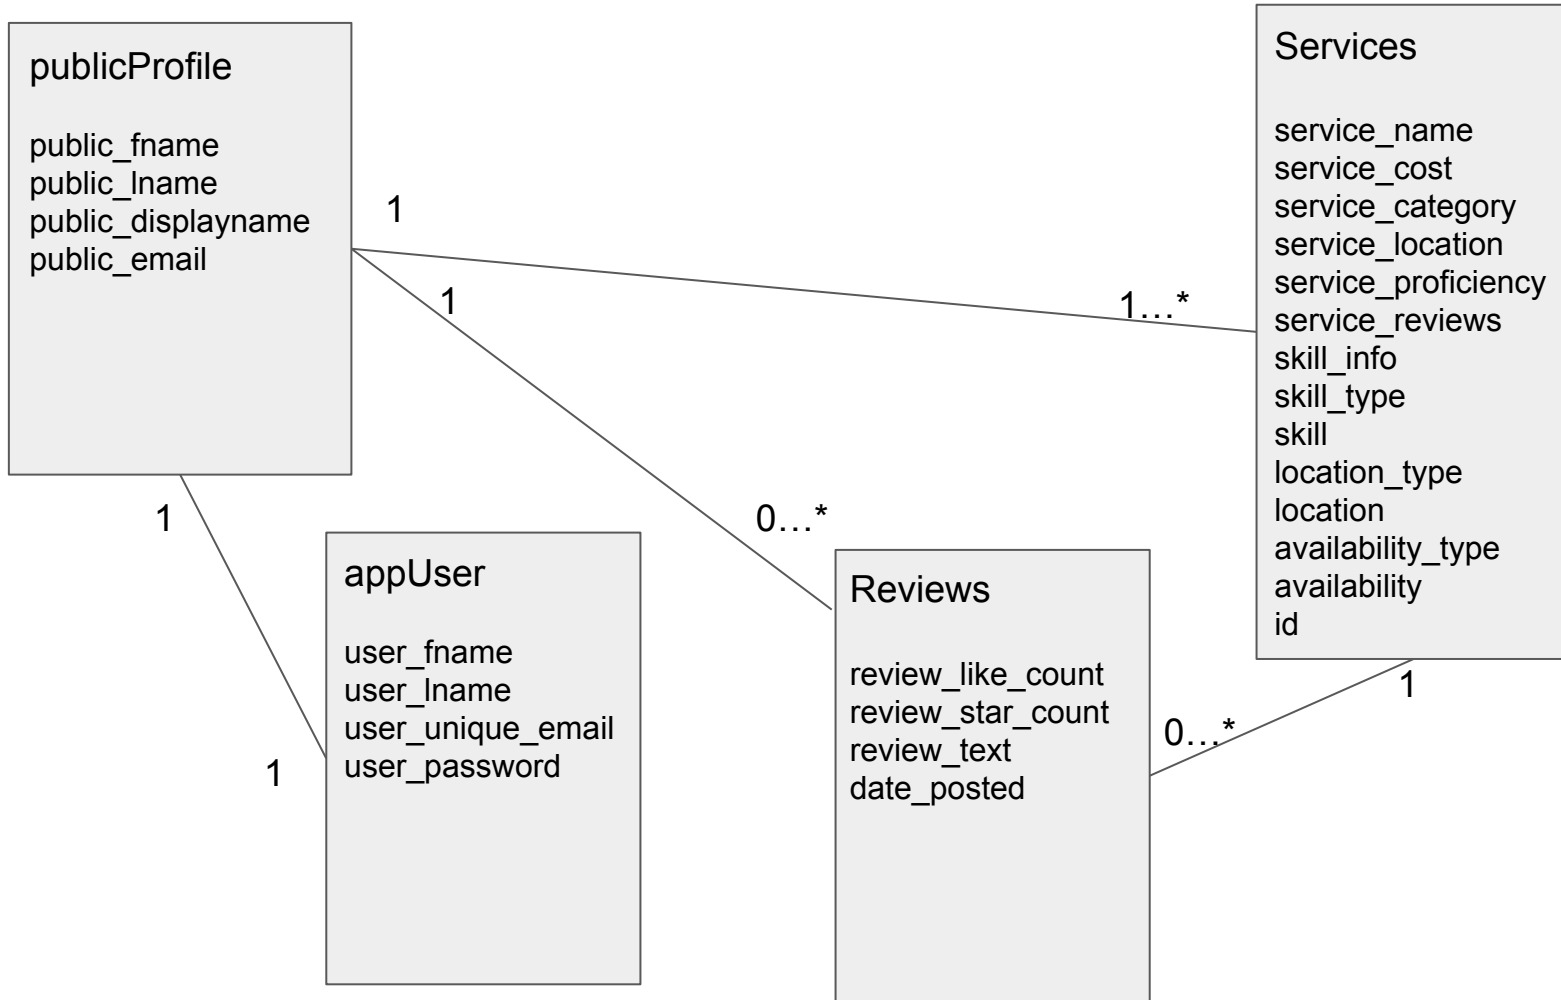 publicProfile
public_fname
public_lname
public_displayname
public_email
1
1
1…*
Services
service_name
service_cost
service_category
service_location
service_proficiency
service_reviews
skill_info
skill_type
skill
location_type
location
availability_type
availability
id
1
1
appUser
user_fname
user_lname
user_unique_email
user_password
0…*
Reviews
review_like_count
review_star_count
review_text
date_posted
0…*
1